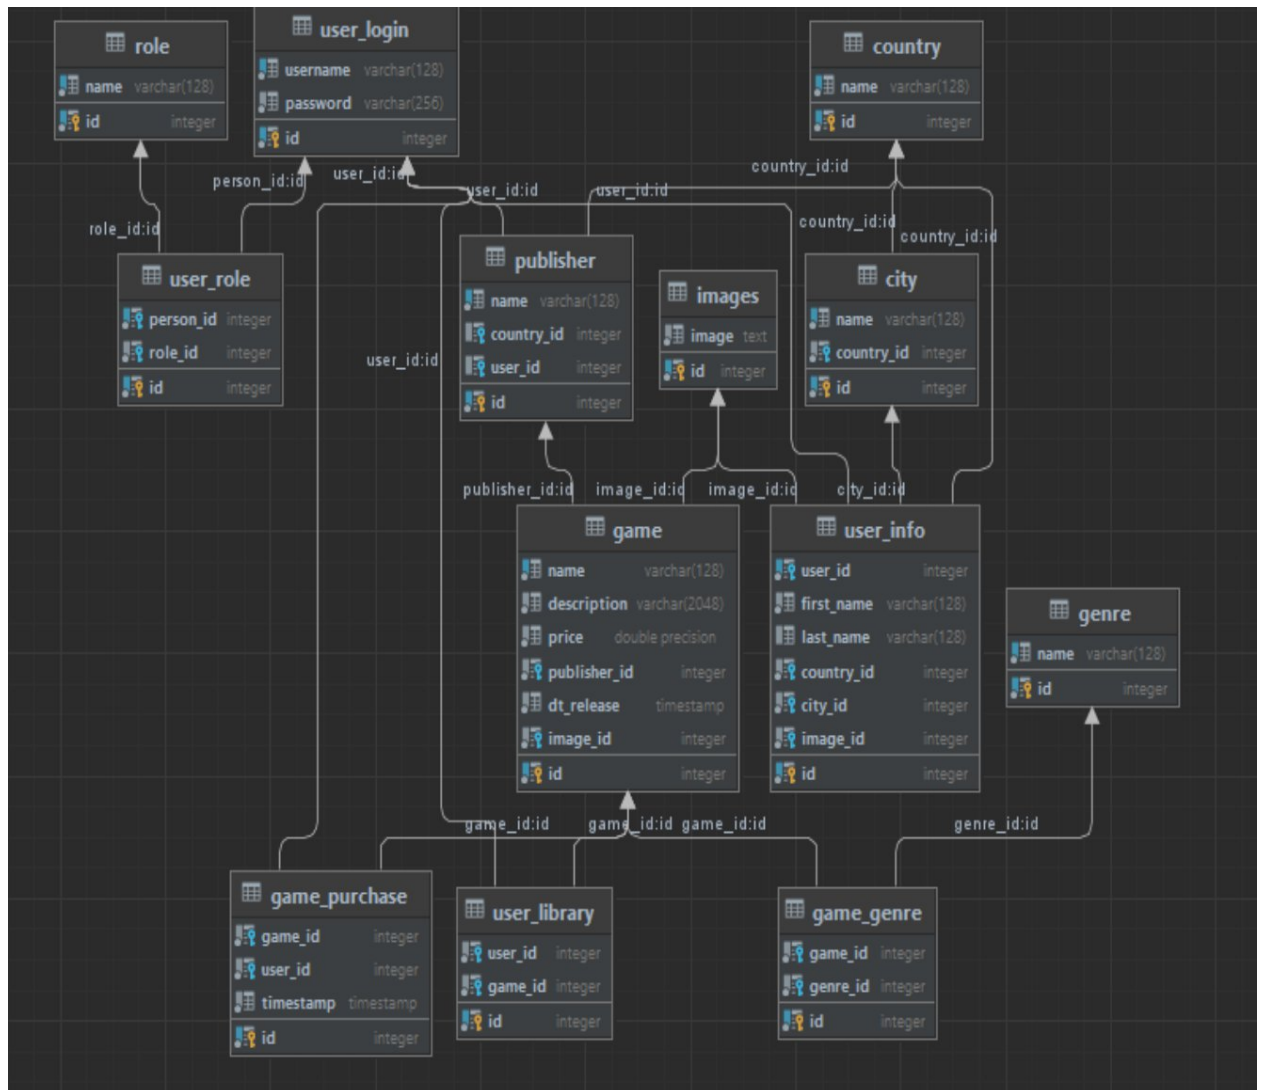 role
name varchar(128)
id integer
user_login
username varchar(128)
password varchar(256)
id integer
country
name varchar(128)
id integer
person_id:id
user_id:id
user_id:id
user_id:id
country_id:id
role_id:id
country_id:id
country_id:id
user_role
person_id integer
role_id integer
id integer
publisher
name varchar(128)
country_id integer
user_id integer
id integer
images
image text
id integer
city
name varchar(128)
country_id integer
id integer
user_id:id
publisher_id:id
image_id:id
image_id:id
city_id:id
game
name varchar(128)
description varchar(2048)
price double precision
publisher_id integer
dt_release timestamp
image_id integer
id integer
user_info
user_id integer
first_name varchar(128)
last_name varchar(128)
country_id integer
city_id integer
image_id integer
id integer
genre
name varchar(128)
id integer
game_id:id
game_id:id
game_id:id
genre_id:id
game_purchase
game_id integer
user_id integer
timestamp timestamp
id integer
user_library
user_id integer
game_id integer
id integer
game_genre
game_id integer
genre_id integer
id integer